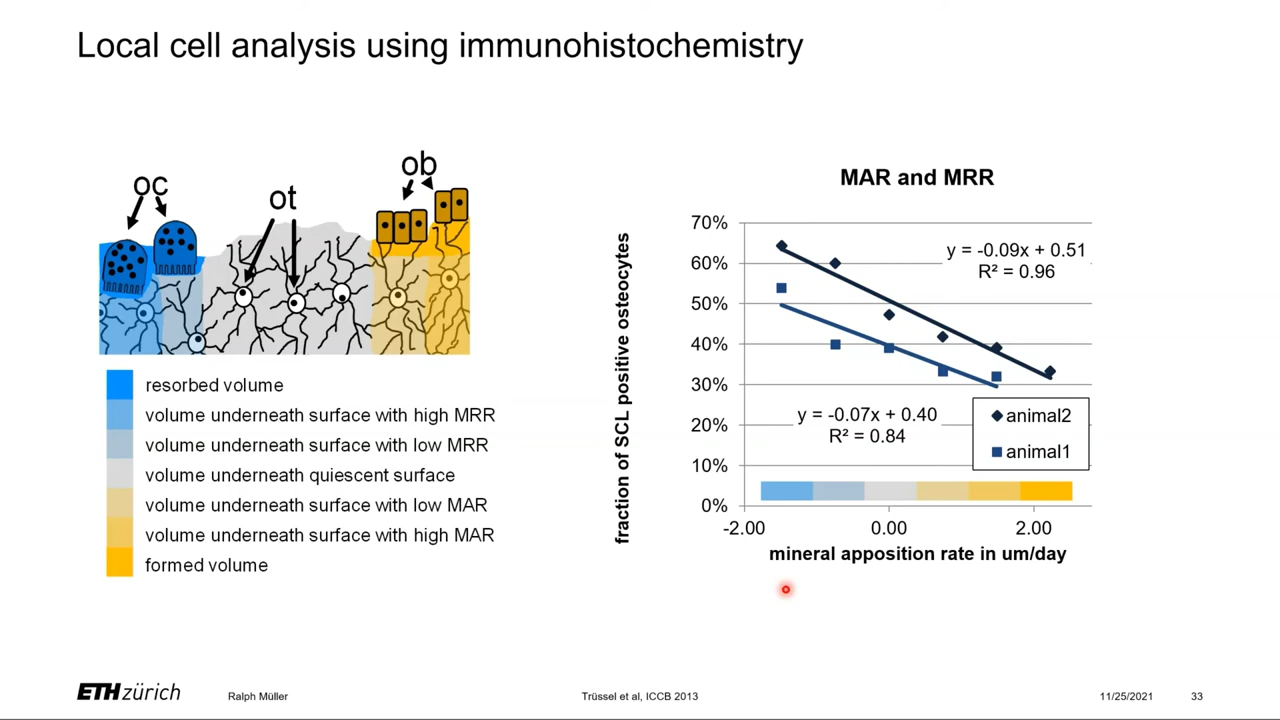 Local cell analysis using immunohistochemistry
oc
ot
ob
resorbed volume
volume underneath surface with high MRR
volume underneath surface with low MRR
volume underneath quiescent surface
volume underneath surface with low MAR
volume underneath surface with high MAR
formed volume
MAR and MRR
fraction of SCL positive osteocytes
70%
60%
50%
40%
30%
20%
10%
0%
y = -0.09x + 0.51
R² = 0.96
y = -0.07x + 0.40
R² = 0.84
animal2
animal1
-2.00 0.00 2.00
mineral apposition rate in um/day
ETH zürich Ralph Müller Trüssel et al, ICCB 2013 11/25/2021 33